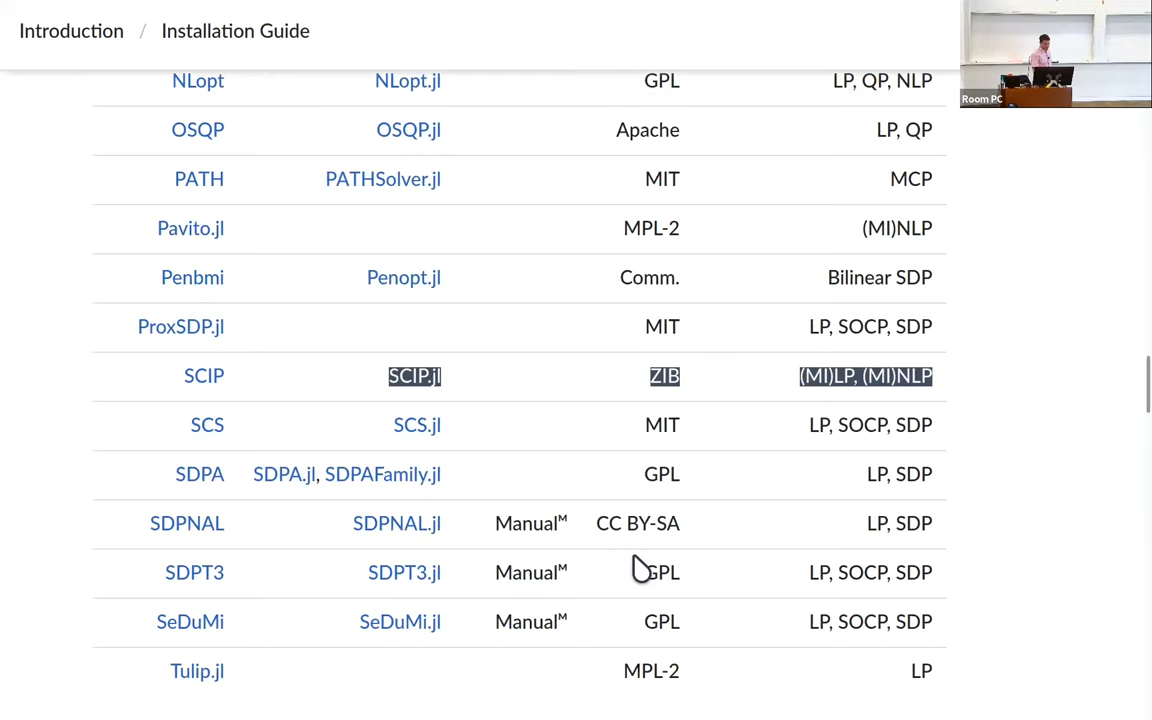 Introduction / Installation Guide
NLopt NLopt.jl GPL LP, QP, NLP
OSQP OSQP.jl Apache LP, QP
PATH PATHSolver.jl MIT MCP
Pavito.jl MPL-2 (MI)NLP
Penbmi Penopt.jl Comm. Bilinear SDP
ProxSDP.jl MIT LP, SOCP, SDP
SCIP SCIP.jl ZIB (MI)LP, (MI)NLP
SCS SCS.jl MIT LP, SOCP, SDP
SDPA SDPA.jl, SDPAFamily.jl GPL LP, SDP
SDPNAL SDPNAL.jl Manualᴹ CC BY-SA LP, SDP
SDPT3 SDPT3.jl Manualᴹ GPL LP, SOCP, SDP
SeDuMi SeDuMi.jl Manualᴹ GPL LP, SOCP, SDP
Tulip.jl MPL-2 LP
Room PC